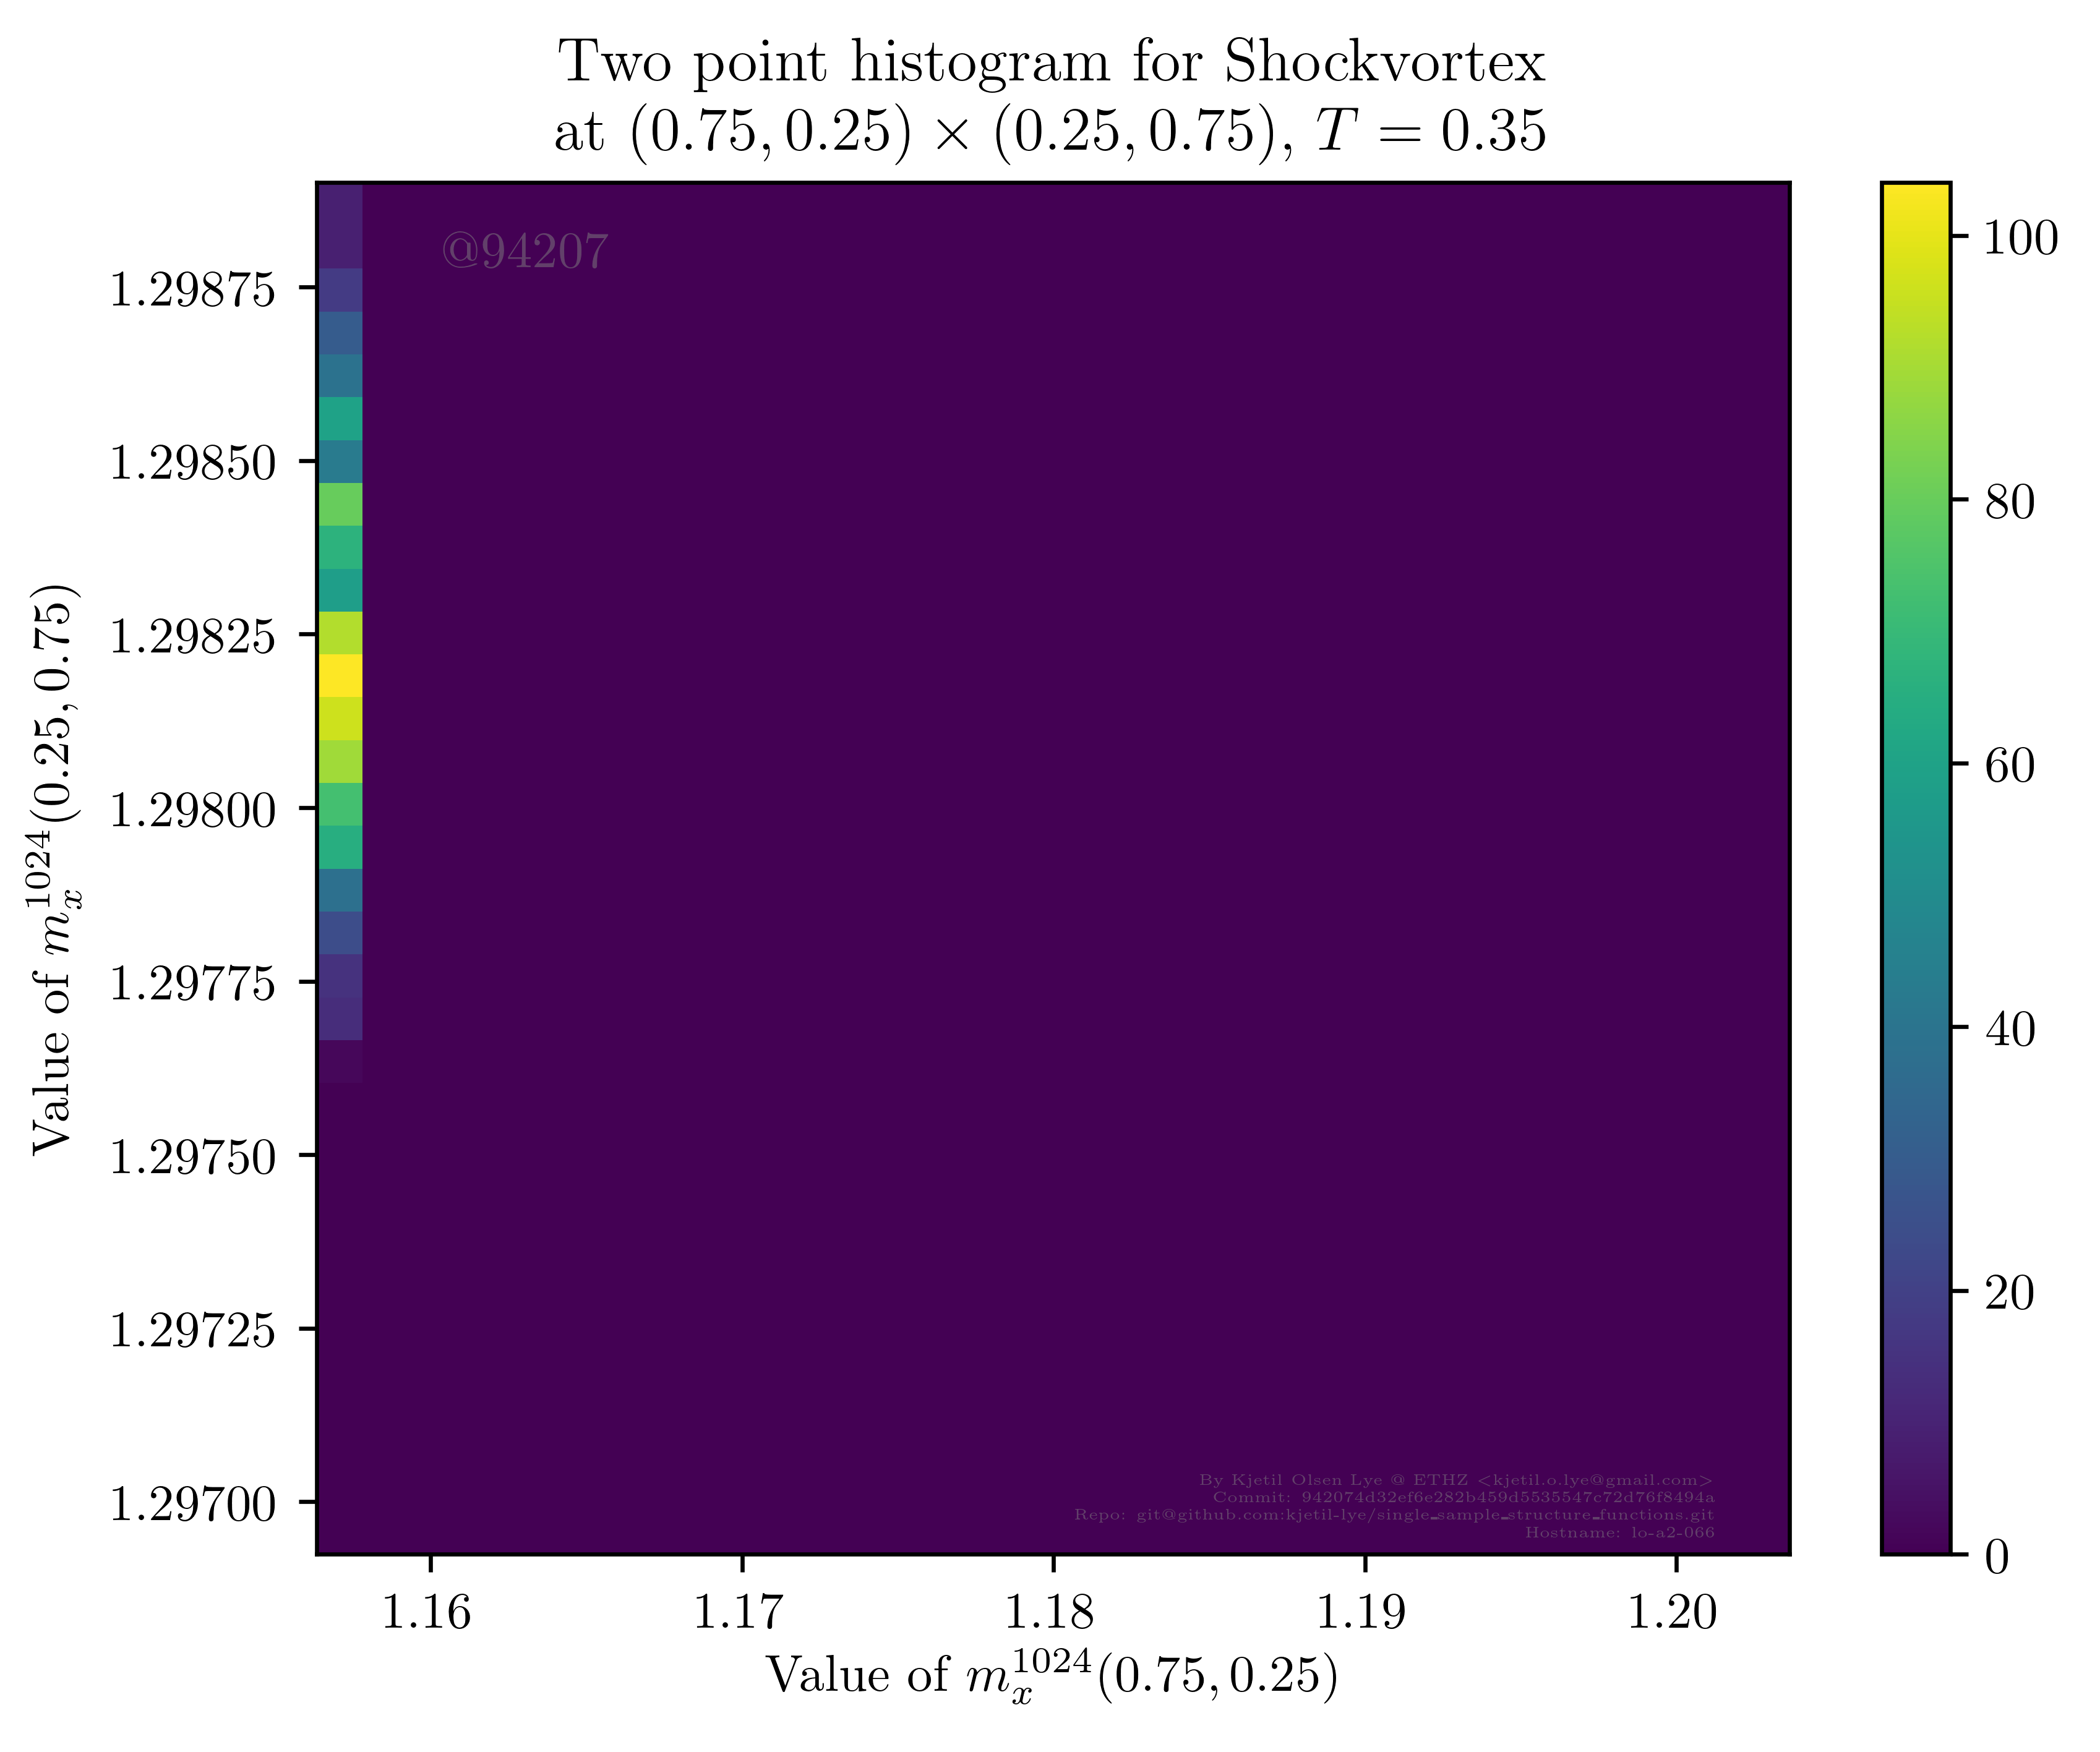 Two point histogram for Shockvortex
at (0.75, 0.25) × (0.25, 0.75), T = 0.35
@94207
1.29875
1.29850
1.29825
1.29800
1.29775
1.29750
1.29725
1.29700
Value of m_x^1024(0.25, 0.75)
100
80
60
40
20
0
By Kjetil Olsen Lye @ ETHZ <kjetil.o.lye@gmail.com>
Commit: 942074d32ef6e282b459d5535547c72d76f8494a
Repo: git@github.com:kjetil-lye/single_sample_structure_functions.git
Hostname: lo-a2-066
1.16 1.17 1.18 1.19 1.20
Value of m_x^1024(0.75, 0.25)